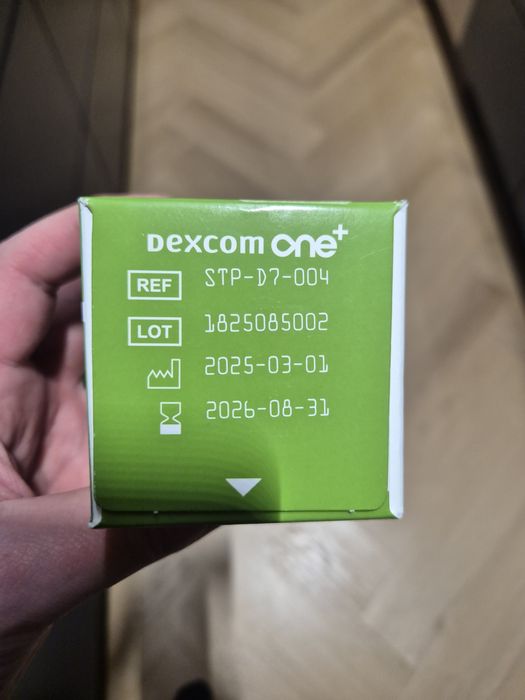 Dexcom one+
REF STP-D7-004
LOT 1825085002
2025-03-01
2026-08-31